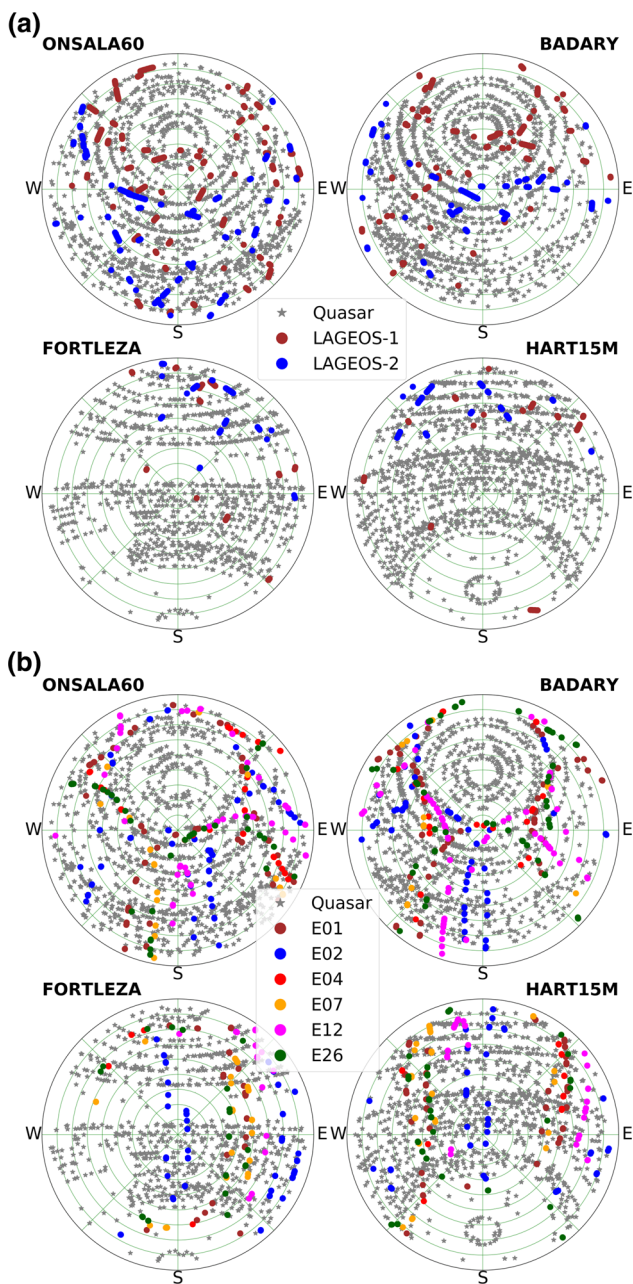 (a)
ONSALA60 BADARY
W E W E
S
Quasar
LAGEOS-1
LAGEOS-2
FORTLEZA HART15M
W E W E
S S
(b)
ONSALA60 BADARY
W E W E
S S
Quasar
E01
E02
E04
E07
E12
E26
FORTLEZA HART15M
W E W E
S S